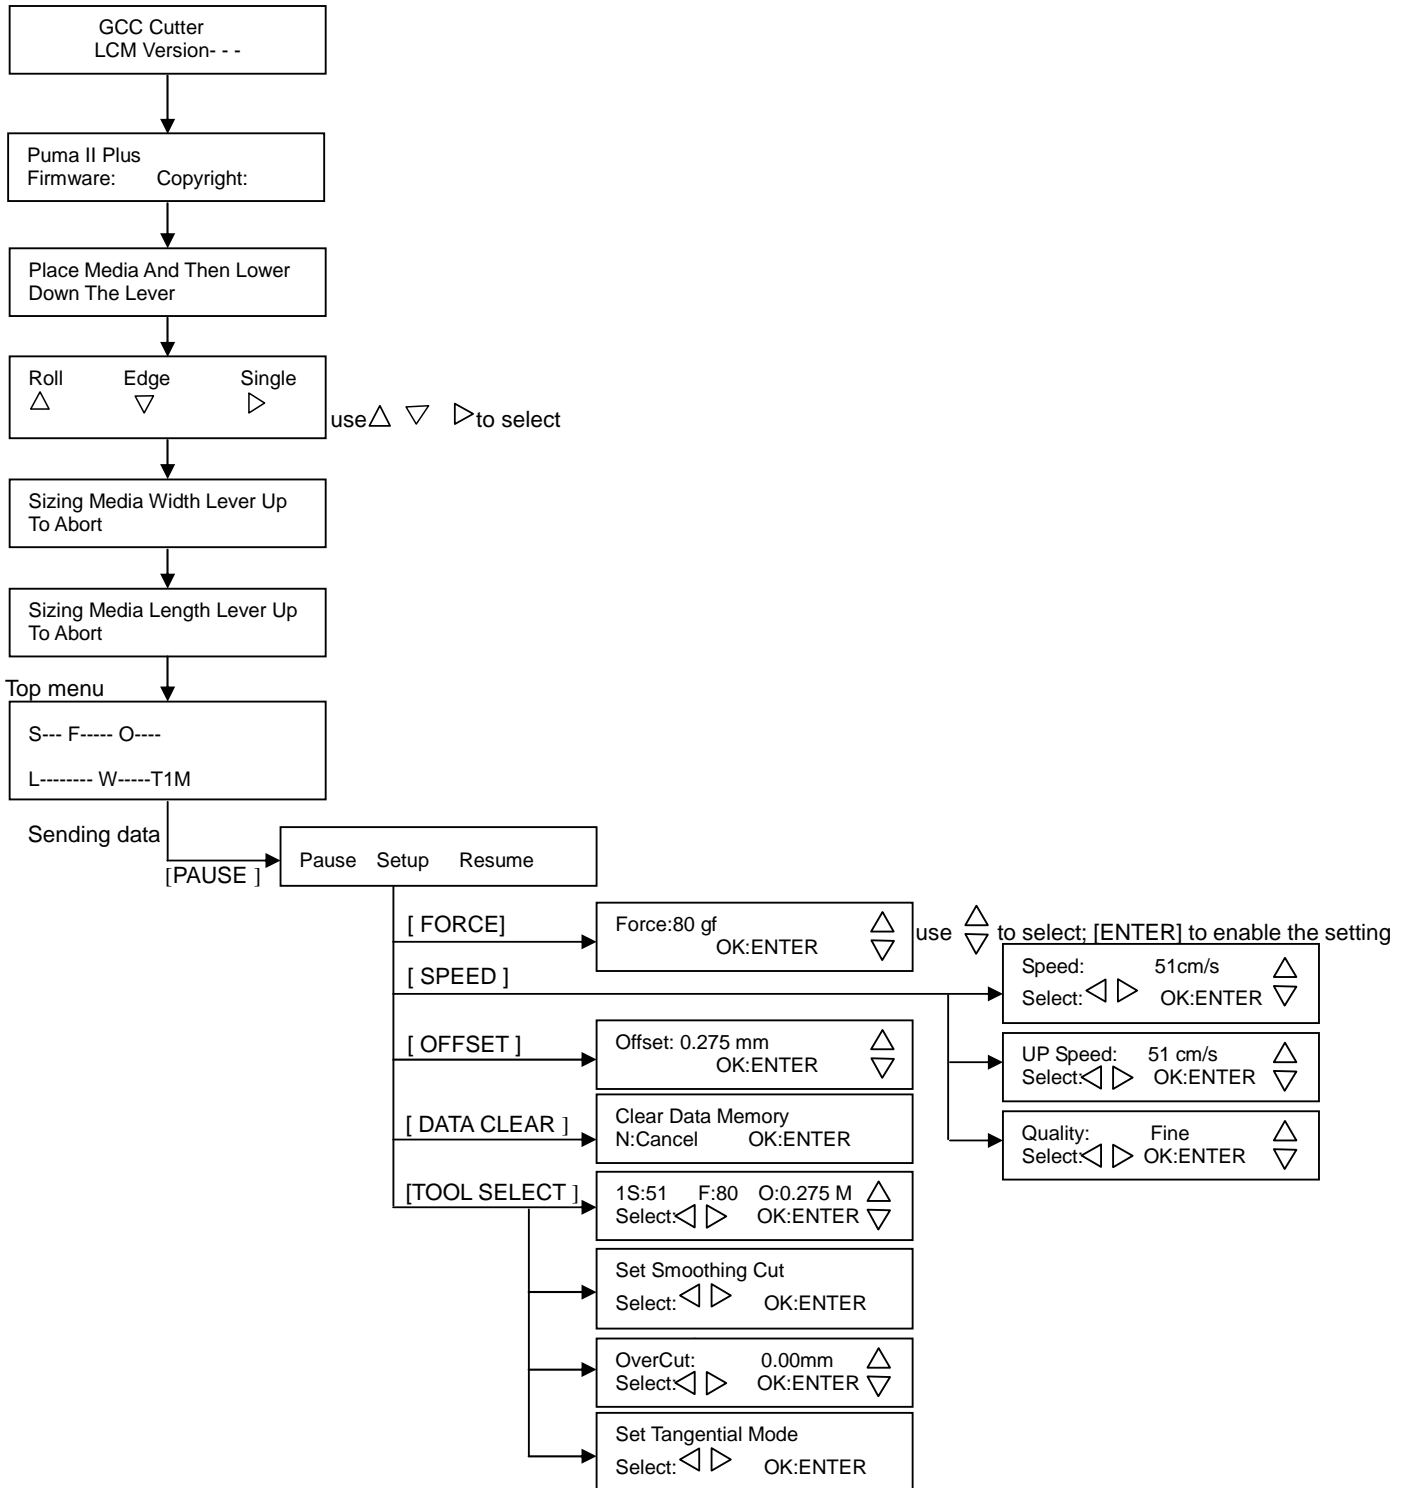 GCC Cutter
LCM Version- - -
Puma II Plus
Firmware: Copyright:
Place Media And Then Lower
Down The Lever
Roll Edge Single
△ ▽ ▷
use△ ▽ ▷to select
Sizing Media Width Lever Up
To Abort
Sizing Media Length Lever Up
To Abort
Top menu
S--- F----- O----
L-------- W-----T1M
Sending data
[PAUSE ]
Pause Setup Resume
[ FORCE]
Force:80 gf △
OK:ENTER ▽
use △▽ to select; [ENTER] to enable the setting
[ SPEED ]
Speed: 51cm/s △
Select:◁ ▷ OK:ENTER ▽
UP Speed: 51 cm/s △
Select:◁ ▷ OK:ENTER ▽
Quality: Fine △
Select:◁ ▷ OK:ENTER ▽
[ OFFSET ]
Offset: 0.275 mm △
OK:ENTER ▽
[ DATA CLEAR ]
Clear Data Memory
N:Cancel OK:ENTER
[TOOL SELECT ]
1S:51 F:80 O:0.275 M △
Select:◁ ▷ OK:ENTER ▽
Set Smoothing Cut
Select:◁ ▷ OK:ENTER
OverCut: 0.00mm △
Select:◁ ▷ OK:ENTER ▽
Set Tangential Mode
Select:◁ ▷ OK:ENTER